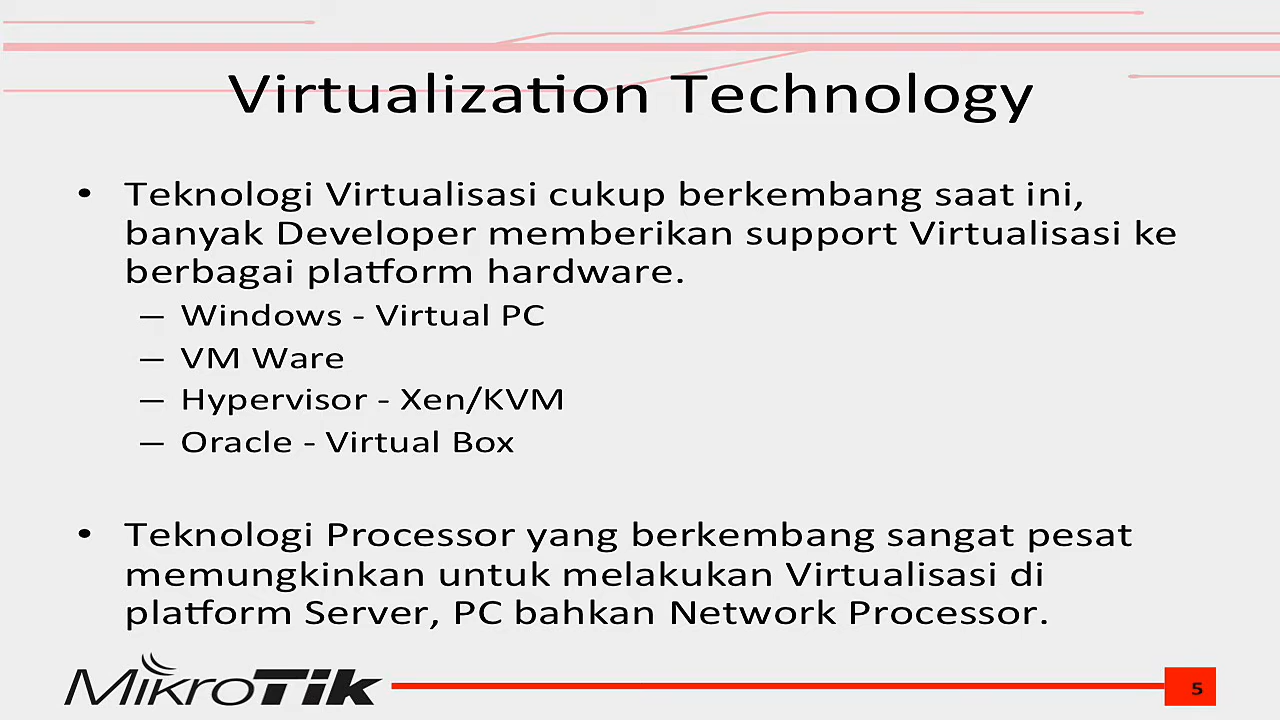 Virtualization Technology
• Teknologi Virtualisasi cukup berkembang saat ini,
banyak Developer memberikan support Virtualisasi ke
berbagai platform hardware.
– Windows - Virtual PC
– VM Ware
– Hypervisor - Xen/KVM
– Oracle - Virtual Box
• Teknologi Processor yang berkembang sangat pesat
memungkinkan untuk melakukan Virtualisasi di
platform Server, PC bahkan Network Processor.
MikroTik
5